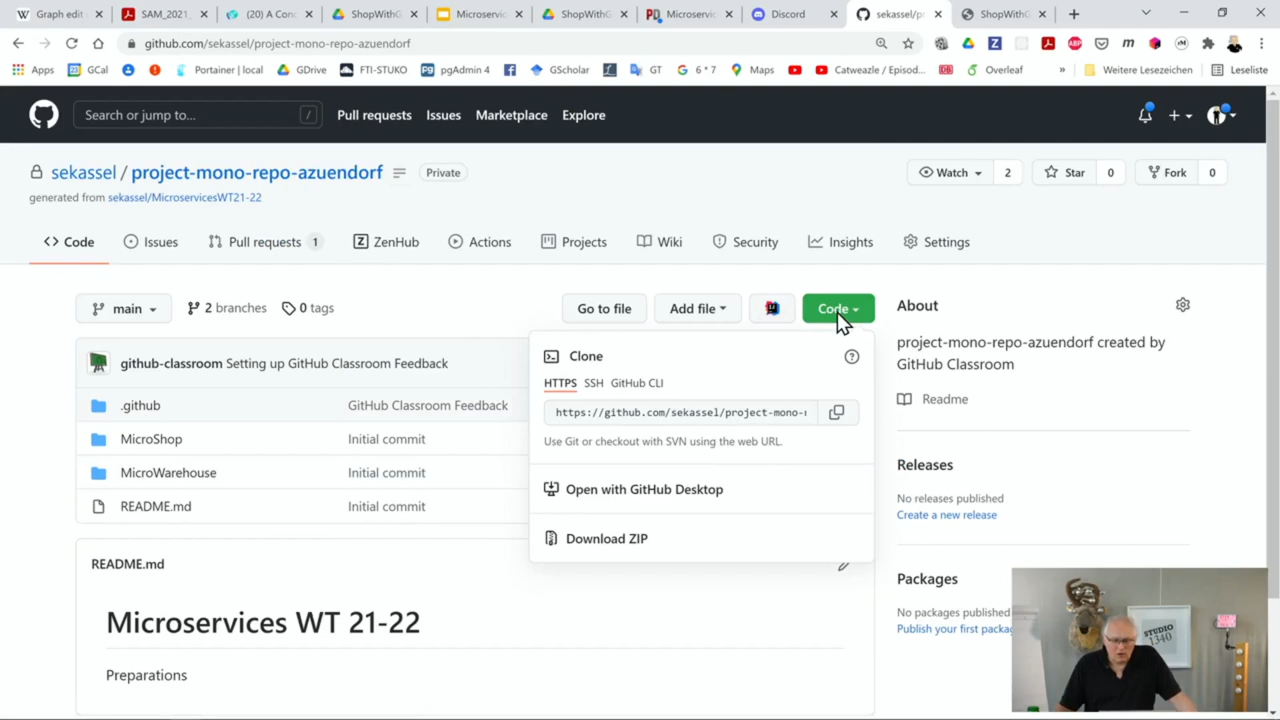 Graph edit
SAM_2021_
(20) A Con
ShopWithG
Microservic
ShopWithG
Microservic
Discord
sekassel/pr
ShopWithG
github.com/sekassel/project-mono-repo-azuendorf
Apps
GCal
Portainer | local
GDrive
FTI-STUKO
pgAdmin 4
GScholar
GT
6 * 7
Maps
Catweazle / Episod...
Overleaf
»
Weitere Lesezeichen
Leseliste
Search or jump to...
/
Pull requests
Issues
Marketplace
Explore
sekassel / project-mono-repo-azuendorf
Private
Watch
2
Star
0
Fork
0
generated from sekassel/MicroservicesWT21-22
Code
Issues
Pull requests 1
ZenHub
Actions
Projects
Wiki
Security
Insights
Settings
main
2 branches
0 tags
Go to file
Add file
Code
github-classroom Setting up GitHub Classroom Feedback
.github
GitHub Classroom Feedback
MicroShop
Initial commit
MicroWarehouse
Initial commit
README.md
Initial commit
Clone
HTTPS
SSH
GitHub CLI
https://github.com/sekassel/project-mono-r
Use Git or checkout with SVN using the web URL.
Open with GitHub Desktop
Download ZIP
README.md
Microservices WT 21-22
Preparations
About
project-mono-repo-azuendorf created by
GitHub Classroom
Readme
Releases
No releases published
Create a new release
Packages
No packages published
Publish your first packa
STUDIO
1340